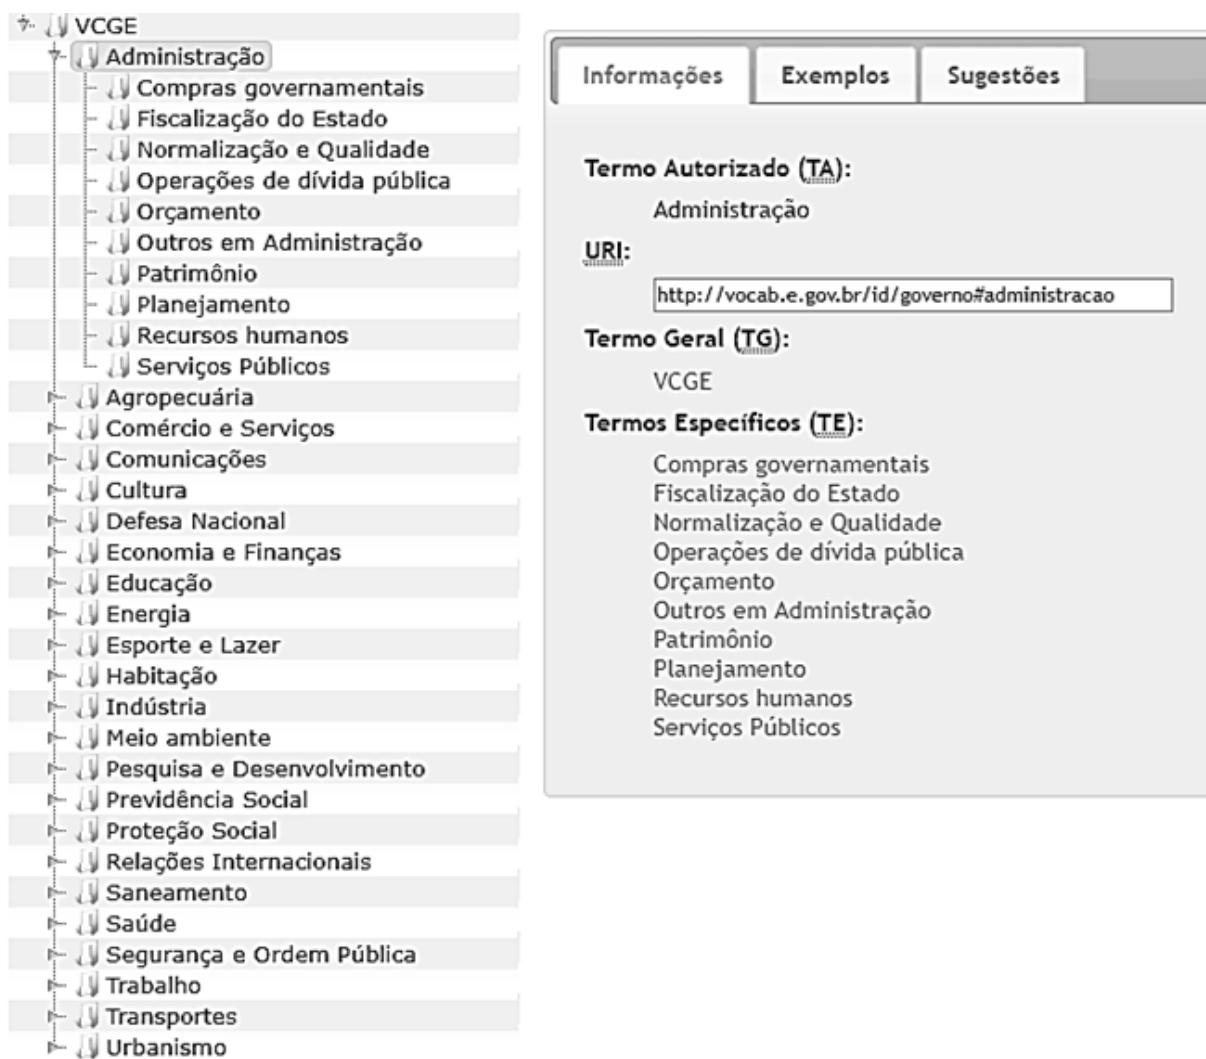 VCGE
Administração
Compras governamentais
Fiscalização do Estado
Normalização e Qualidade
Operações de dívida pública
Orçamento
Outros em Administração
Patrimônio
Planejamento
Recursos humanos
Serviços Públicos
Agropecuária
Comércio e Serviços
Comunicações
Cultura
Defesa Nacional
Economia e Finanças
Educação
Energia
Esporte e Lazer
Habitação
Indústria
Meio ambiente
Pesquisa e Desenvolvimento
Previdência Social
Proteção Social
Relações Internacionais
Saneamento
Saúde
Segurança e Ordem Pública
Trabalho
Transportes
Urbanismo
Informações Exemplos Sugestões
Termo Autorizado (TA):
Administração
URI:
http://vocab.e.gov.br/id/governo#administracao
Termo Geral (TG):
VCGE
Termos Específicos (TE):
Compras governamentais
Fiscalização do Estado
Normalização e Qualidade
Operações de dívida pública
Orçamento
Outros em Administração
Patrimônio
Planejamento
Recursos humanos
Serviços Públicos